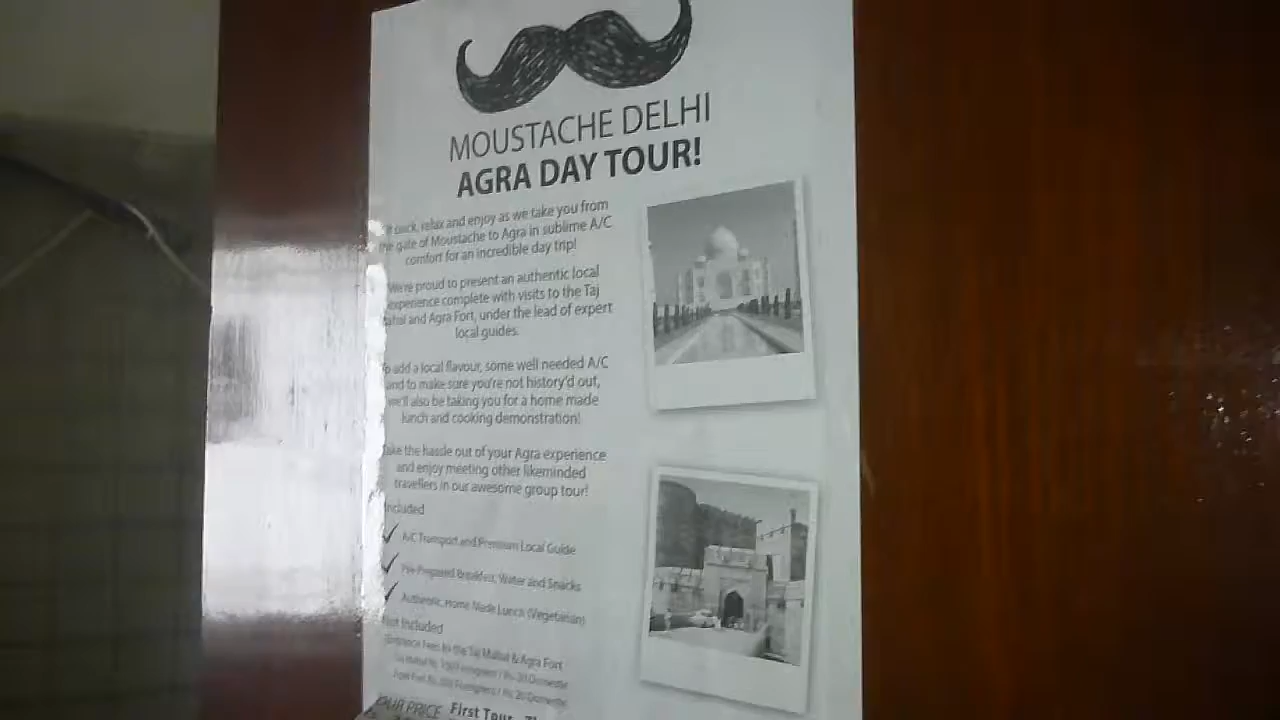 MOUSTACHE DELHI
AGRA DAY TOUR!
back, relax and enjoy as we take you from
the gate of Moustache to Agra in sublime A/C
comfort for an incredible day trip!
We're proud to present an authentic local
experience complete with visits to the Taj
Mahal and Agra Fort, under the lead of expert
local guides.
To add a local flavour, some well needed A/C
and to make sure you're not history'd out,
we'll also be taking you for a home made
lunch and cooking demonstration!
Take the hassle out of your Agra experience
and enjoy meeting other likeminded
travellers in our awesome group tour!
Included
A/C Transport and Premium Local Guide
Pre-Prepared Breakfast, Water and Snacks
Authentic, Home Made Lunch (Vegetarian)
Not Included
Entrance Fees to the Taj Mahal & Agra Fort
Taj Mahal Rs. Foreigners / Rs. 20 Domestic
Agra Fort Rs. Foreigners / Rs. 20 Domestic
OUR PRICE First Tour